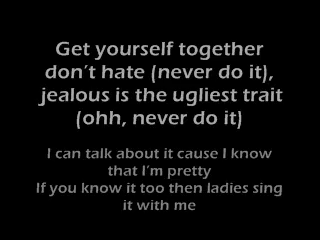 Get yourself together
don't hate (never do it),
jealous is the ugliest trait
(ohh, never do it)
I can talk about it cause I know
that I'm pretty
If you know it too then ladies sing
it with me